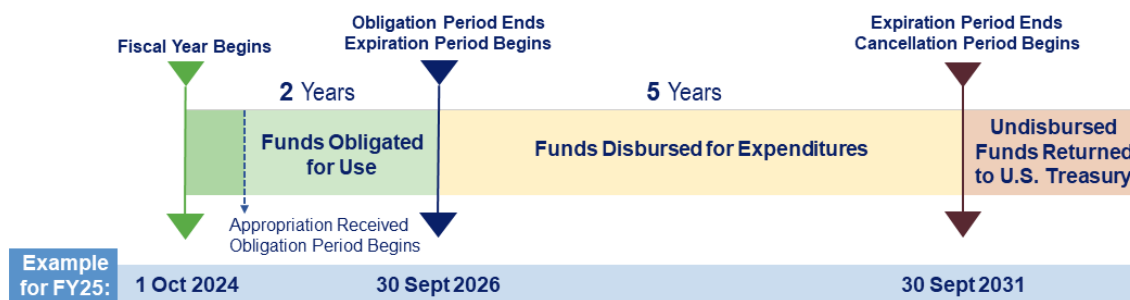 Fiscal Year Begins
Obligation Period Ends
Expiration Period Begins
Expiration Period Ends
Cancellation Period Begins
2 Years
5 Years
Funds Obligated
for Use
Funds Disbursed for Expenditures
Undisbursed
Funds Returned
to U.S. Treasury
Appropriation Received
Obligation Period Begins
Example
for FY25:
1 Oct 2024
30 Sept 2026
30 Sept 2031